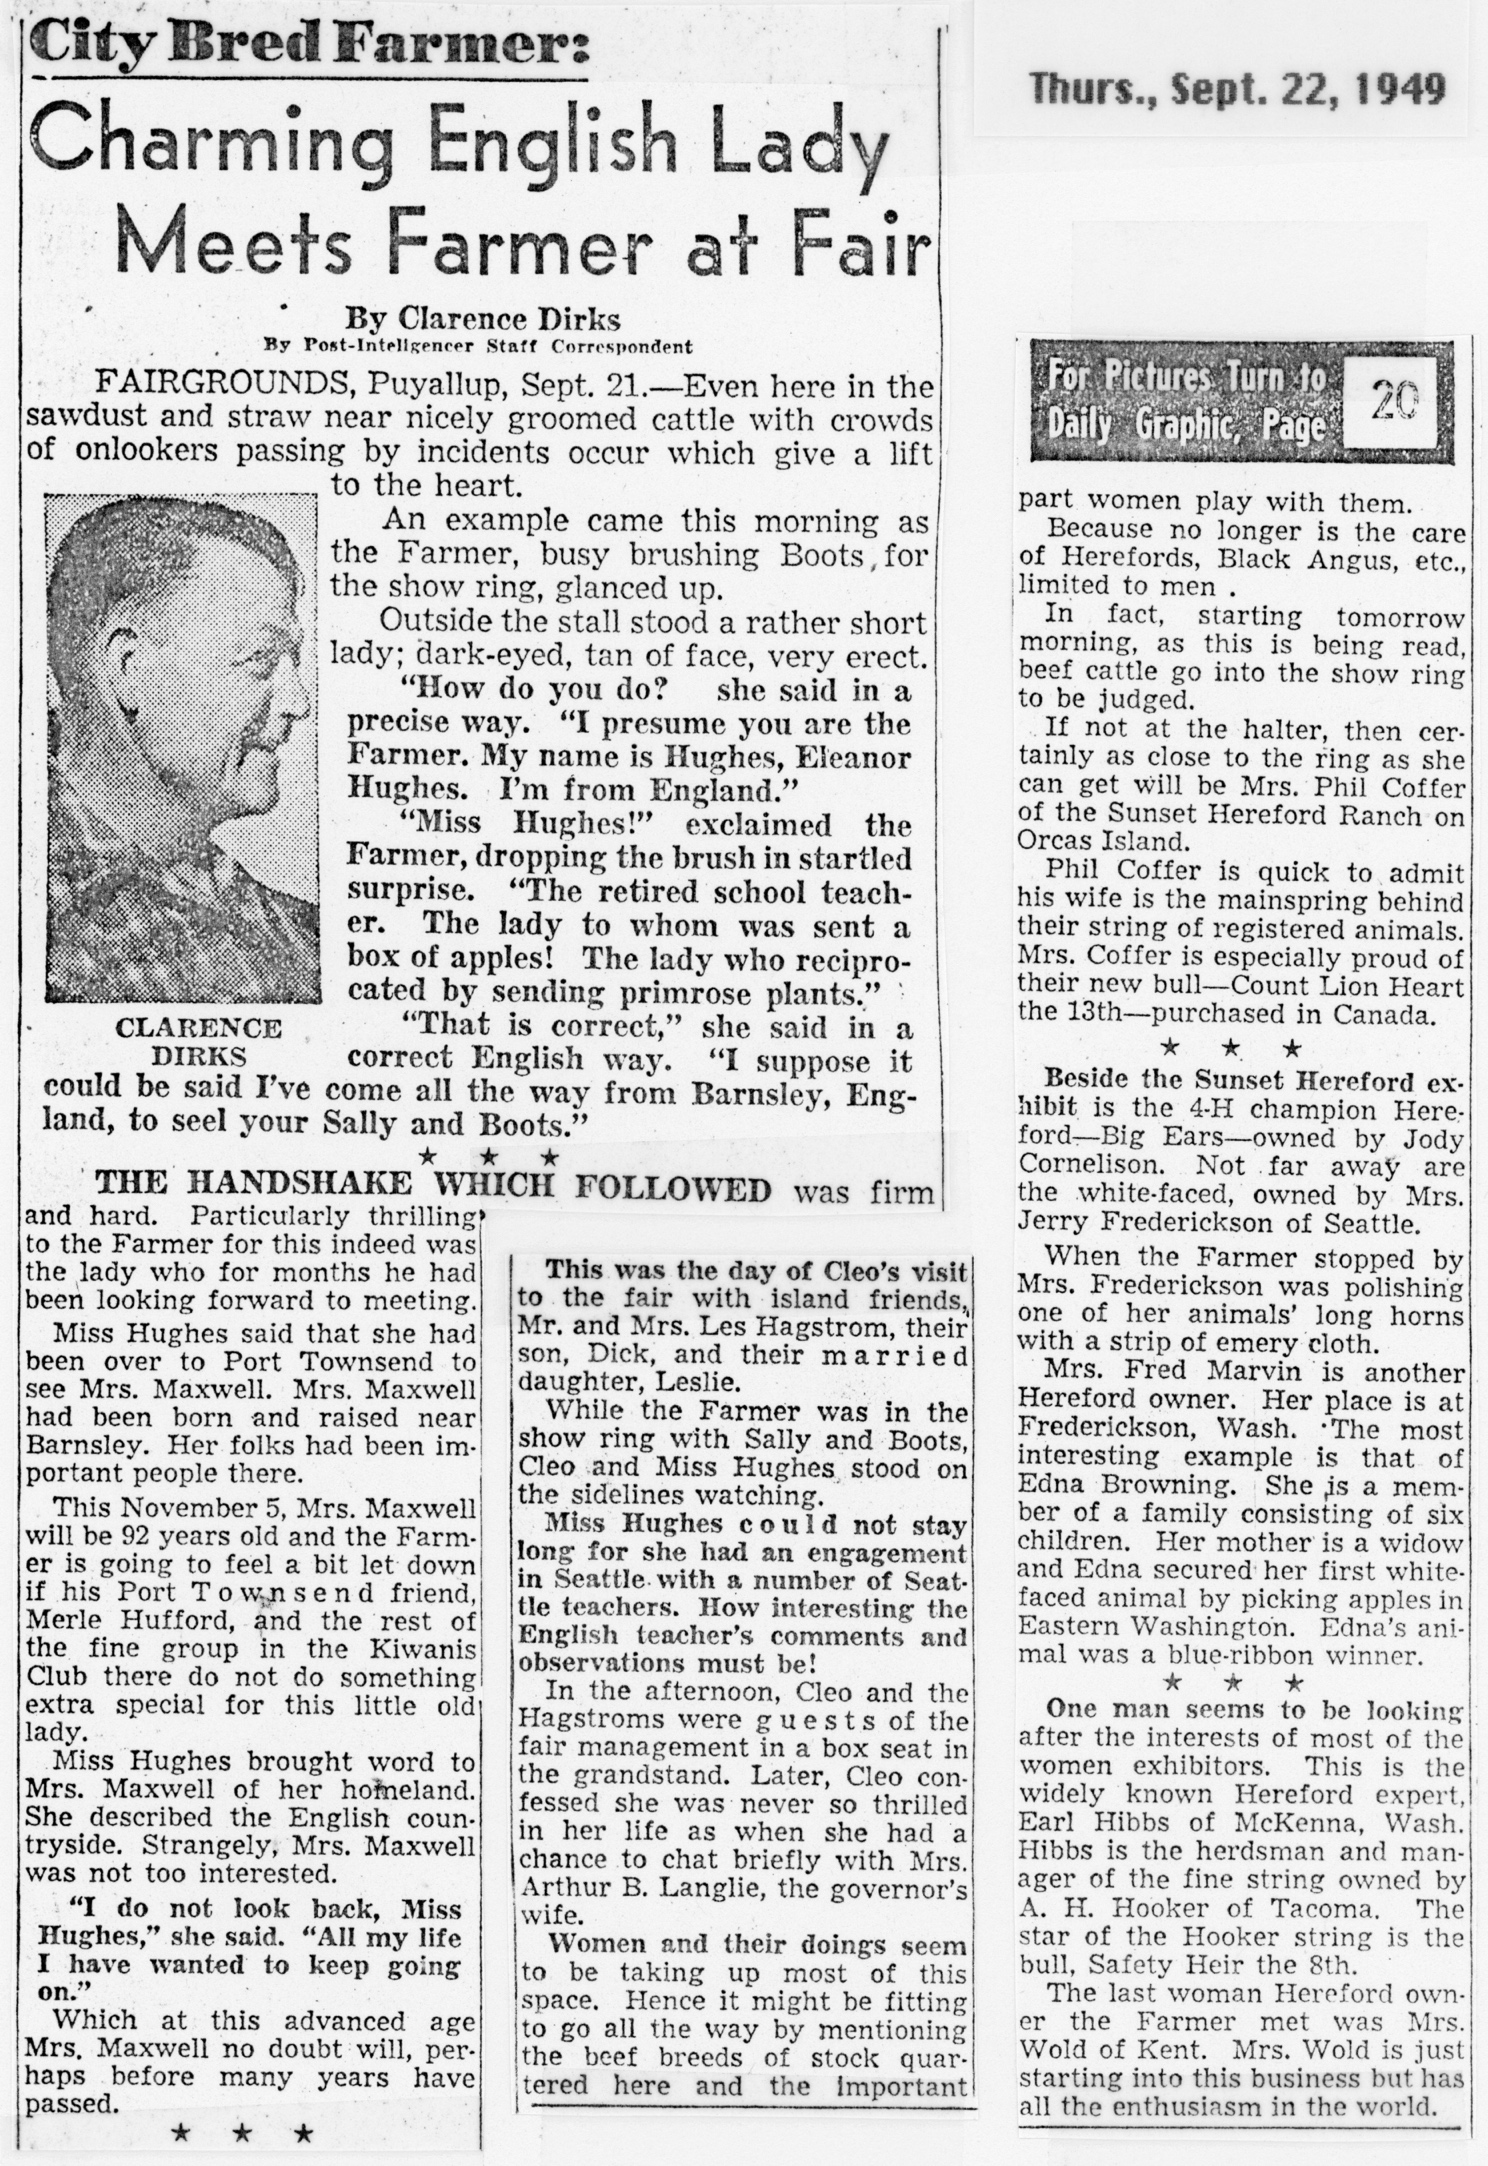 City Bred Farmer:
Charming English Lady
Meets Farmer at Fair
By Clarence Dirks
By Post-Intelligencer Staff Correspondent
FAIRGROUNDS, Puyallup, Sept. 21.—Even here in the
sawdust and straw near nicely groomed cattle with crowds
of onlookers passing by incidents occur which give a lift
to the heart.
An example came this morning as
the Farmer, busy brushing Boots for
the show ring, glanced up.
Outside the stall stood a rather short
lady; dark-eyed, tan of face, very erect.
"How do you do? she said in a
precise way. "I presume you are the
Farmer. My name is Hughes, Eleanor
Hughes. I'm from England."
"Miss Hughes!" exclaimed the
Farmer, dropping the brush in startled
surprise. "The retired school teach-
er. The lady to whom was sent a
box of apples! The lady who recipro-
cated by sending primrose plants."
"That is correct," she said in a
correct English way. "I suppose it
CLARENCE
DIRKS
could be said I've come all the way from Barnsley, Eng-
land, to seel your Sally and Boots."
★ ★ ★
THE HANDSHAKE WHICH FOLLOWED was firm
and hard. Particularly thrilling
to the Farmer for this indeed was
the lady who for months he had
been looking forward to meeting.
Miss Hughes said that she had
been over to Port Townsend to
see Mrs. Maxwell. Mrs. Maxwell
had been born and raised near
Barnsley. Her folks had been im-
portant people there.
This November 5, Mrs. Maxwell
will be 92 years old and the Farm-
er is going to feel a bit let down
if his Port Townsend friend,
Merle Hufford, and the rest of
the fine group in the Kiwanis
Club there do not do something
extra special for this little old
lady.
Miss Hughes brought word to
Mrs. Maxwell of her homeland.
She described the English coun-
tryside. Strangely, Mrs. Maxwell
was not too interested.
"I do not look back, Miss
Hughes," she said. "All my life
I have wanted to keep going
on."
Which at this advanced age
Mrs. Maxwell no doubt will, per-
haps before many years have
passed.
★ ★ ★
This was the day of Cleo's visit
to the fair with island friends,
Mr. and Mrs. Les Hagstrom, their
son, Dick, and their married
daughter, Leslie.
While the Farmer was in the
show ring with Sally and Boots,
Cleo and Miss Hughes stood on
the sidelines watching.
Miss Hughes could not stay
long for she had an engagement
in Seattle with a number of Seat-
tle teachers. How interesting the
English teacher's comments and
observations must be!
In the afternoon, Cleo and the
Hagstroms were guests of the
fair management in a box seat in
the grandstand. Later, Cleo con-
fessed she was never so thrilled
in her life as when she had a
chance to chat briefly with Mrs.
Arthur B. Langlie, the governor's
wife.
Women and their doings seem
to be taking up most of this
space. Hence it might be fitting
to go all the way by mentioning
the beef breeds of stock quar-
tered here and the important
Thurs., Sept. 22, 1949
For Pictures Turn to
Daily Graphic, Page 20
part women play with them.
Because no longer is the care
of Herefords, Black Angus, etc.,
limited to men .
In fact, starting tomorrow
morning, as this is being read,
beef cattle go into the show ring
to be judged.
If not at the halter, then cer-
tainly as close to the ring as she
can get will be Mrs. Phil Coffer
of the Sunset Hereford Ranch on
Orcas Island.
Phil Coffer is quick to admit
his wife is the mainspring behind
their string of registered animals.
Mrs. Coffer is especially proud of
their new bull—Count Lion Heart
the 13th—purchased in Canada.
★ ★ ★
Beside the Sunset Hereford ex-
hibit is the 4-H champion Here-
ford—Big Ears—owned by Jody
Cornelison. Not far away are
the white-faced, owned by Mrs.
Jerry Frederickson of Seattle.
When the Farmer stopped by
Mrs. Frederickson was polishing
one of her animals' long horns
with a strip of emery cloth.
Mrs. Fred Marvin is another
Hereford owner. Her place is at
Frederickson, Wash. The most
interesting example is that of
Edna Browning. She is a mem-
ber of a family consisting of six
children. Her mother is a widow
and Edna secured her first white-
faced animal by picking apples in
Eastern Washington. Edna's ani-
mal was a blue-ribbon winner.
★ ★ ★
One man seems to be looking
after the interests of most of the
women exhibitors. This is the
widely known Hereford expert,
Earl Hibbs of McKenna, Wash.
Hibbs is the herdsman and man-
ager of the fine string owned by
A. H. Hooker of Tacoma. The
star of the Hooker string is the
bull, Safety Heir the 8th.
The last woman Hereford own-
er the Farmer met was Mrs.
Wold of Kent. Mrs. Wold is just
starting into this business but has
all the enthusiasm in the world.